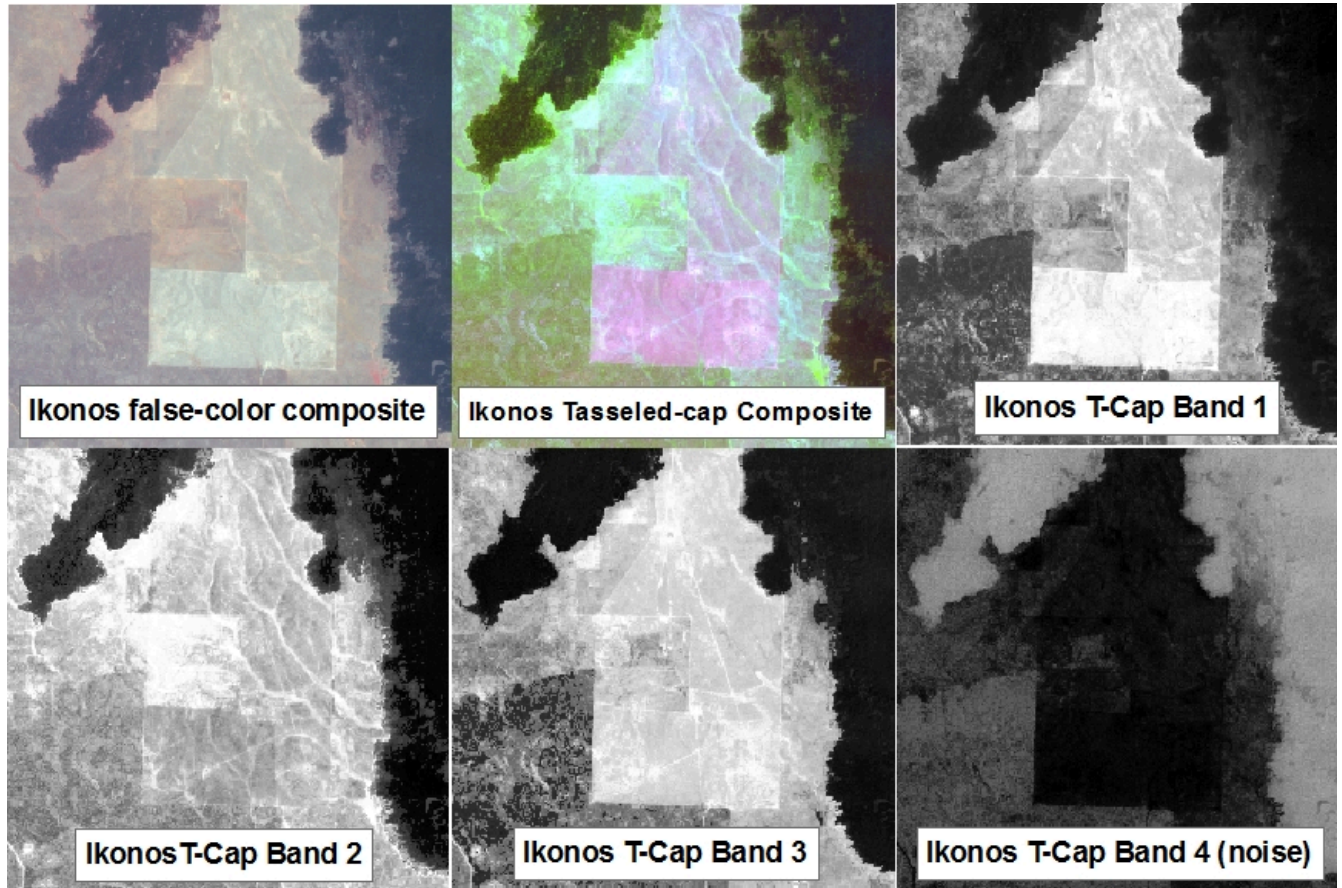 Ikonos false-color composite
Ikonos Tasseled-cap Composite
Ikonos T-Cap Band 1
IkonosT-Cap Band 2
Ikonos T-Cap Band 3
Ikonos T-Cap Band 4 (noise)